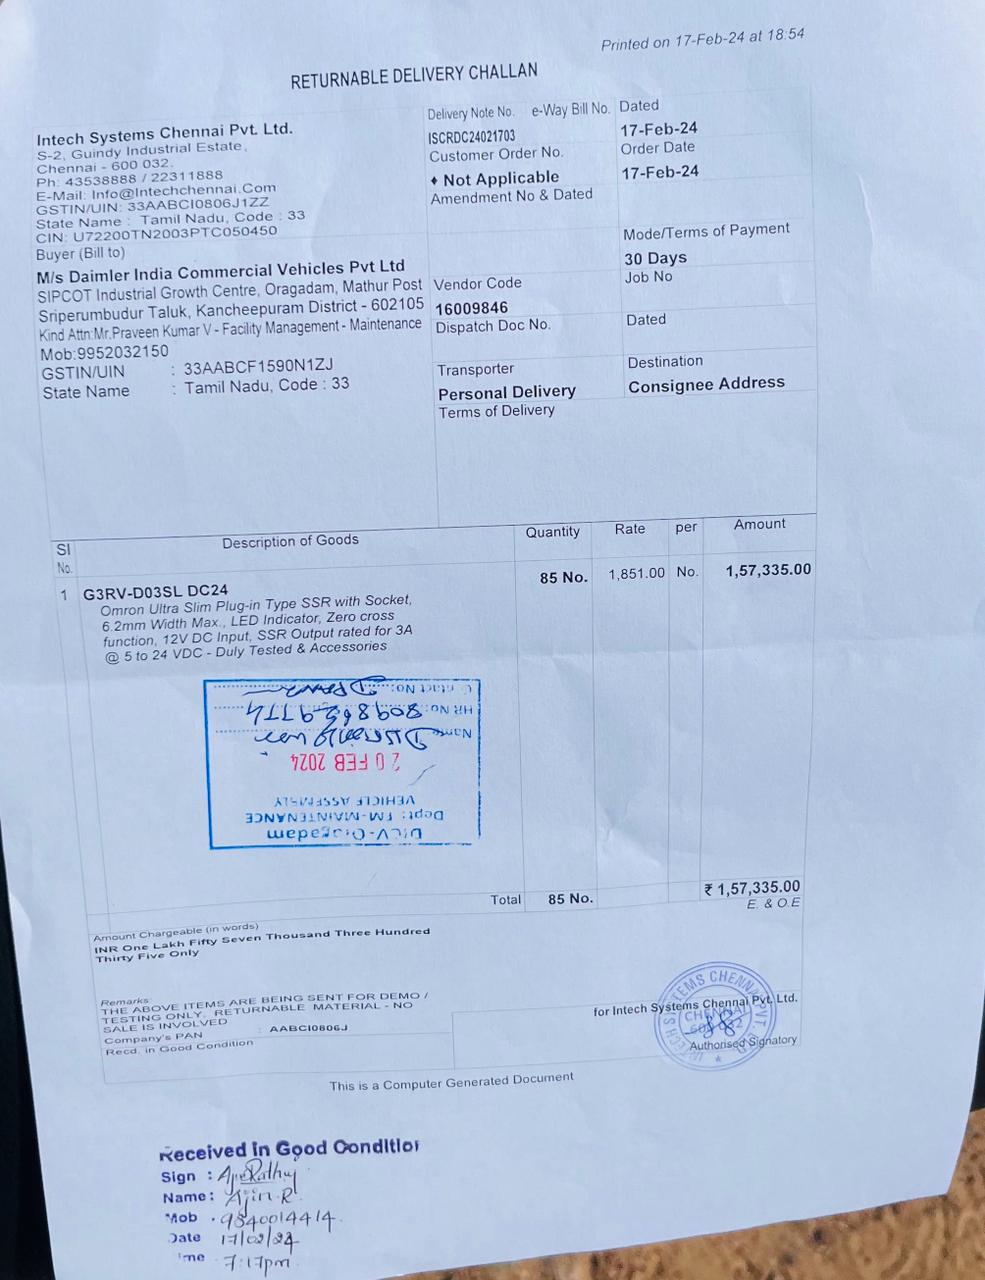 Printed on 17-Feb-24 at 18:54
RETURNABLE DELIVERY CHALLAN
Intech Systems Chennai Pvt. Ltd.
S-2, Guindy Industrial Estate,
Chennai - 600 032.
Ph: 43538888 / 22311888
E-Mail: Info@Intechchennai.Com
GSTIN/UIN: 33AABCI0806J1ZZ
State Name : Tamil Nadu, Code : 33
CIN: U72200TN2003PTC050450
Buyer (Bill to)
M/s Daimler India Commercial Vehicles Pvt Ltd
SIPCOT Industrial Growth Centre, Oragadam, Mathur Post
Sriperumbudur Taluk, Kancheepuram District - 602105
Kind Attn:Mr.Praveen Kumar V - Facility Management - Maintenance
Mob:9952032150
GSTIN/UIN : 33AABCF1590N1ZJ
State Name : Tamil Nadu, Code : 33
Delivery Note No. e-Way Bill No. Dated
ISCRDC24021703 17-Feb-24
Customer Order No. Order Date
♦ Not Applicable 17-Feb-24
Amendment No & Dated
Mode/Terms of Payment
30 Days
Vendor Code Job No
16009846
Dispatch Doc No. Dated
Transporter Destination
Personal Delivery Consignee Address
Terms of Delivery
Sl No. Description of Goods Quantity Rate per Amount
1 G3RV-D03SL DC24 85 No. 1,851.00 No. 1,57,335.00
Omron Ultra Slim Plug-in Type SSR with Socket,
6.2mm Width Max., LED Indicator, Zero cross
function, 12V DC Input, SSR Output rated for 3A
@ 5 to 24 VDC - Duly Tested & Accessories
DICV-Oragadam
Dept: FM-MAINTENANCE
VEHICLE ASSEMBLY
20 FEB 2024
Name
HR No: 8098629774
Contact No:
Total 85 No. ₹ 1,57,335.00
E. & O.E
Amount Chargeable (in words)
INR One Lakh Fifty Seven Thousand Three Hundred
Thirty Five Only
Remarks:
THE ABOVE ITEMS ARE BEING SENT FOR DEMO /
TESTING ONLY. RETURNABLE MATERIAL - NO
SALE IS INVOLVED
Company's PAN : AABCI0806J
Recd. in Good Condition
for Intech Systems Chennai Pvt. Ltd.
INTECH SYSTEMS CHENNAI PVT. LTD.
CHENNAI
600 032
Authorised Signatory
This is a Computer Generated Document
Received in Good Condition
Sign :
Name: Ajin.R
Mob : 9840014414.
Date 17/02/24
Time 7:17pm